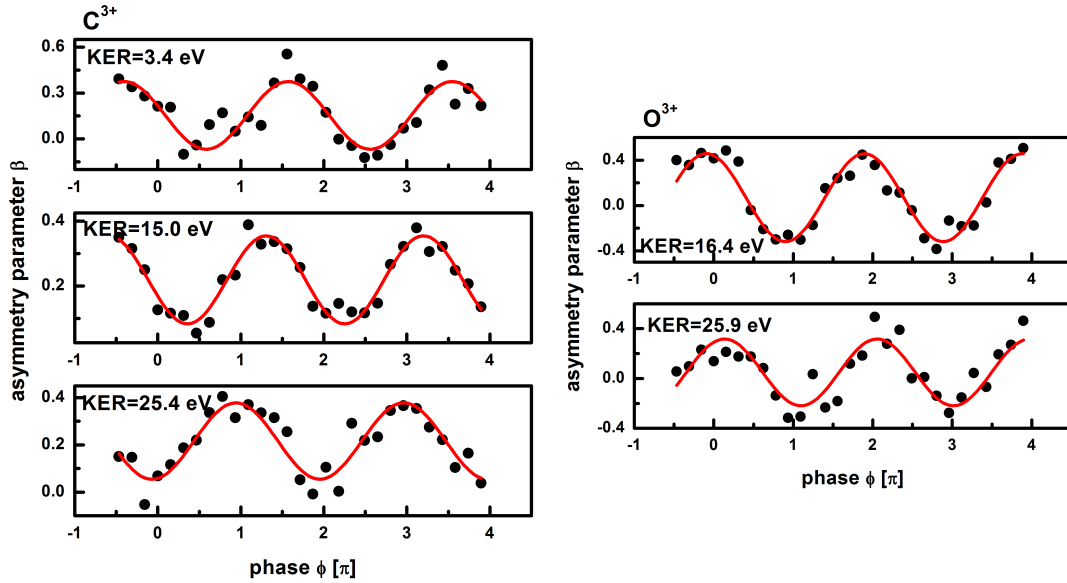 C³⁺
KER=3.4 eV
0.6
0.3
0.0
-1 0 1 2 3 4
KER=15.0 eV
0.4
0.2
-1 0 1 2 3 4
KER=25.4 eV
0.4
0.2
0.0
-1 0 1 2 3 4
asymmetry parameter β
phase ϕ [π]
O³⁺
KER=16.4 eV
0.4
0.0
-0.4
-1 0 1 2 3 4
KER=25.9 eV
0.4
0.0
-0.4
-1 0 1 2 3 4
asymmetry parameter β
phase ϕ [π]